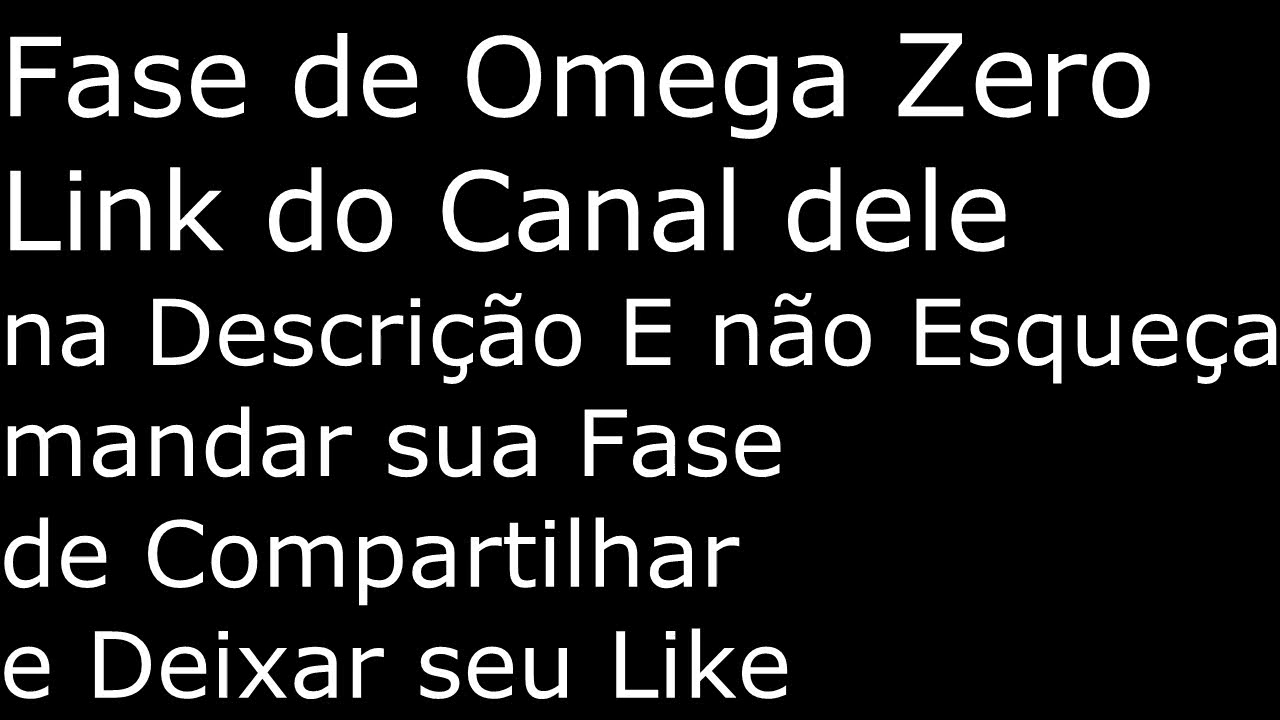 Fase de Omega Zero
Link do Canal dele
na Descrição E não Esqueça
mandar sua Fase
de Compartilhar
e Deixar seu Like